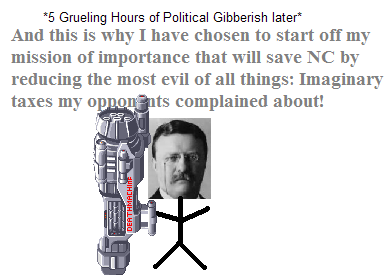 *5 Grueling Hours of Political Gibberish later*
And this is why I have chosen to start off my
mission of importance that will save NC by
reducing the most evil of all things: Imaginary
taxes my opponents complained about!
DEATHMACHINE